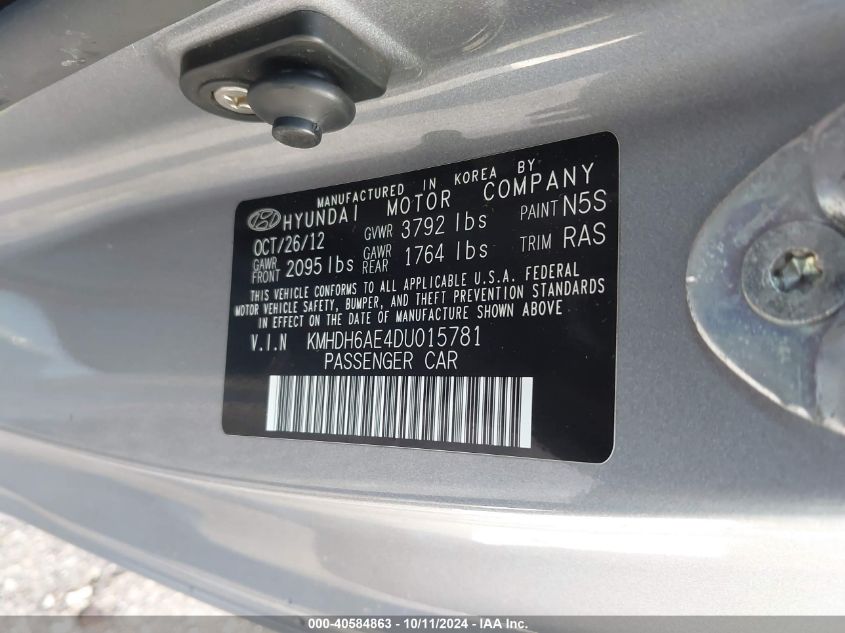 MANUFACTURED IN KOREA BY
HYUNDAI MOTOR COMPANY
OCT/26/12 GVWR 3792 lbs PAINT N5S
GAWR FRONT 2095 lbs GAWR REAR 1764 lbs TRIM RAS
THIS VEHICLE CONFORMS TO ALL APPLICABLE U.S.A. FEDERAL
MOTOR VEHICLE SAFETY, BUMPER, AND THEFT PREVENTION STANDARDS
IN EFFECT ON THE DATE OF MANUFACTURE SHOWN ABOVE
V.I.N KMHDH6AE4DU015781
PASSENGER CAR
000-40584863 - 10/11/2024 - IAA Inc.